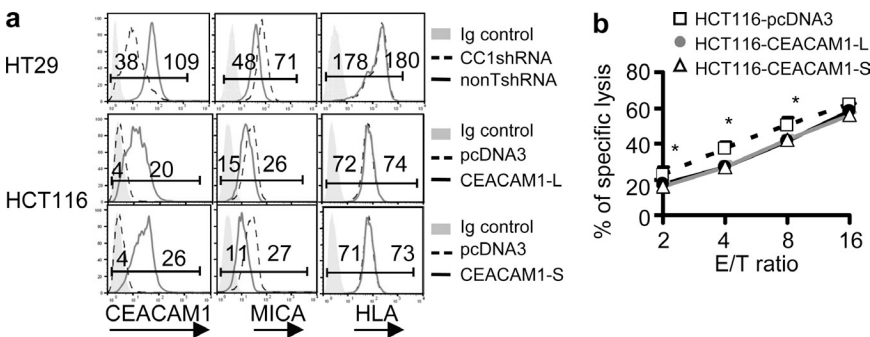 a
HT29
38 109
48 71
178 180
Ig control
CC1shRNA
nonTshRNA
HCT116
4 20
15 26
72 74
Ig control
pcDNA3
CEACAM1-L
4 26
11 27
71 73
Ig control
pcDNA3
CEACAM1-S
CEACAM1
MICA
HLA
b
HCT116-pcDNA3
HCT116-CEACAM1-L
HCT116-CEACAM1-S
% of specific lysis
80
60
40
20
0
* * *
2 4 8 16
E/T ratio